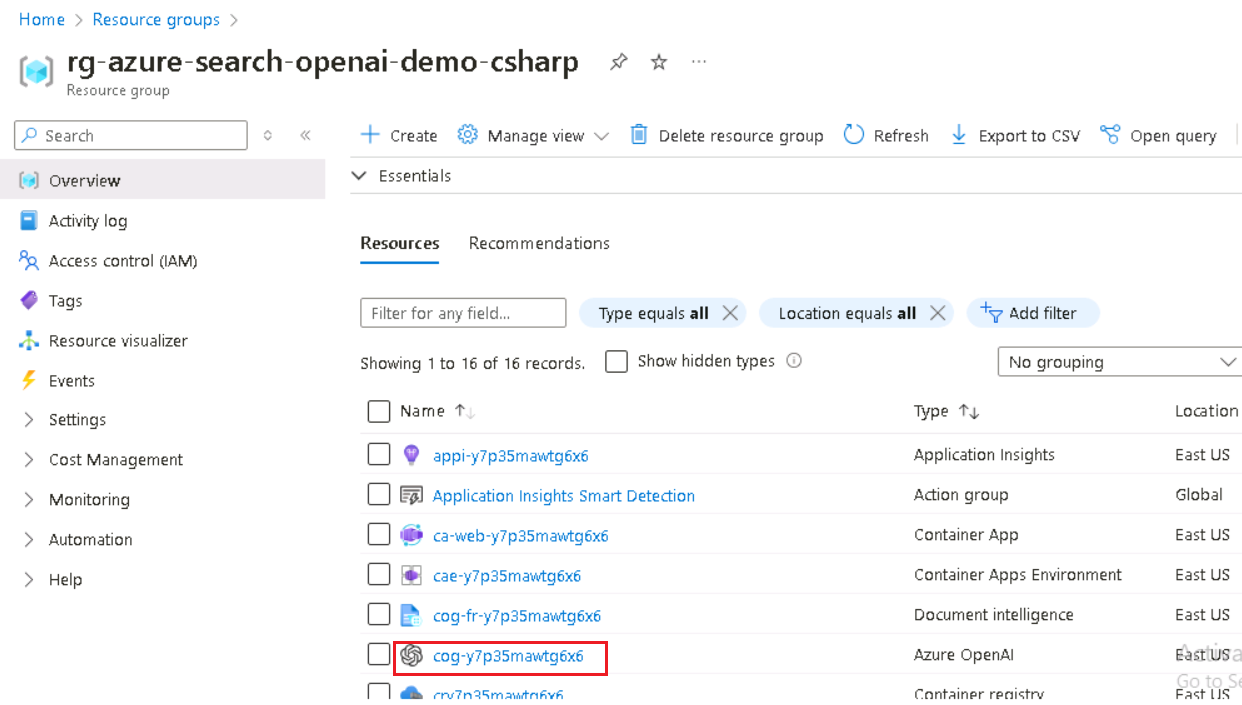 Home > Resource groups >
rg-azure-search-openai-demo-csharp
Resource group
Search
Create Manage view Delete resource group Refresh Export to CSV Open query
Overview
Essentials
Activity log
Access control (IAM)
Tags
Resource visualizer
Events
Settings
Cost Management
Monitoring
Automation
Help
Resources Recommendations
Filter for any field... Type equals all Location equals all Add filter
Showing 1 to 16 of 16 records. Show hidden types No grouping
Name Type Location
appi-y7p35mawtg6x6 Application Insights East US
Application Insights Smart Detection Action group Global
ca-web-y7p35mawtg6x6 Container App East US
cae-y7p35mawtg6x6 Container Apps Environment East US
cog-fr-y7p35mawtg6x6 Document intelligence East US
cog-y7p35mawtg6x6 Azure OpenAI East US
cry7p35mawtg6x6 Container registry East US
Go to